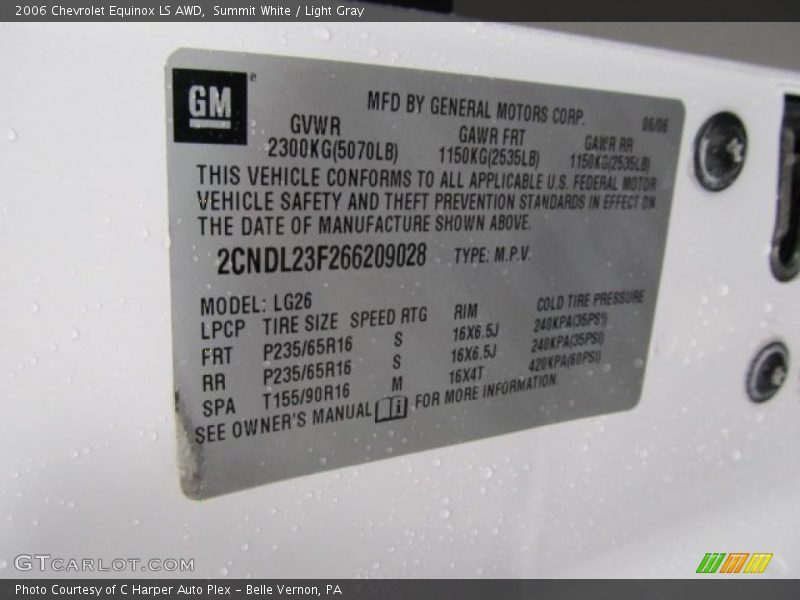 2006 Chevrolet Equinox LS AWD, Summit White / Light Gray
GM®
MFD BY GENERAL MOTORS CORP. 06/06
GVWR GAWR FRT GAWR RR
2300KG(5070LB) 1150KG(2535LB) 1150KG(2535LB)
THIS VEHICLE CONFORMS TO ALL APPLICABLE U.S. FEDERAL MOTOR
VEHICLE SAFETY AND THEFT PREVENTION STANDARDS IN EFFECT ON
THE DATE OF MANUFACTURE SHOWN ABOVE.
2CNDL23F266209028 TYPE: M.P.V.
MODEL: LG26
LPCP TIRE SIZE SPEED RTG RIM COLD TIRE PRESSURE
FRT P235/65R16 S 16X6.5J 240KPA(35PSI)
RR P235/65R16 S 16X6.5J 240KPA(35PSI)
SPA T155/90R16 M 16X4T 420KPA(60PSI)
SEE OWNER'S MANUAL i FOR MORE INFORMATION.
GTCARLOT.COM
Photo Courtesy of C Harper Auto Plex - Belle Vernon, PA